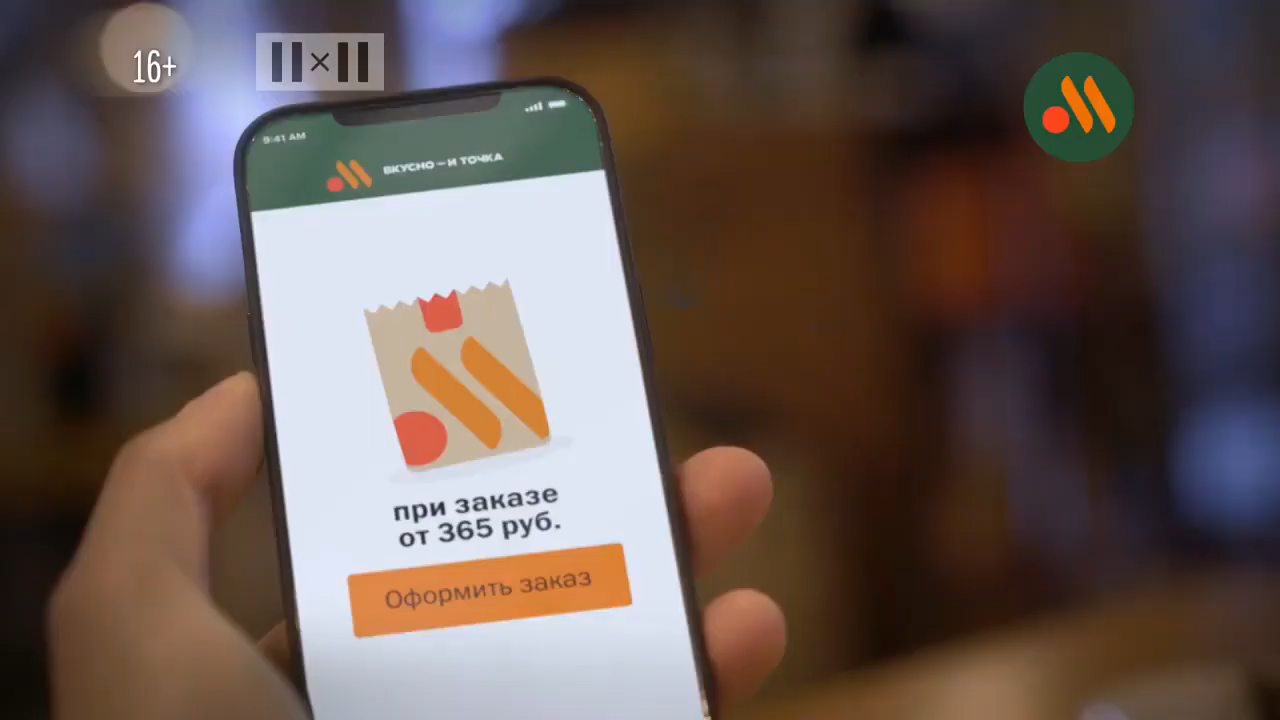 16+
9:41 AM
ВКУСНО – И ТОЧКА
при заказе
от 365 руб.
Оформить заказ